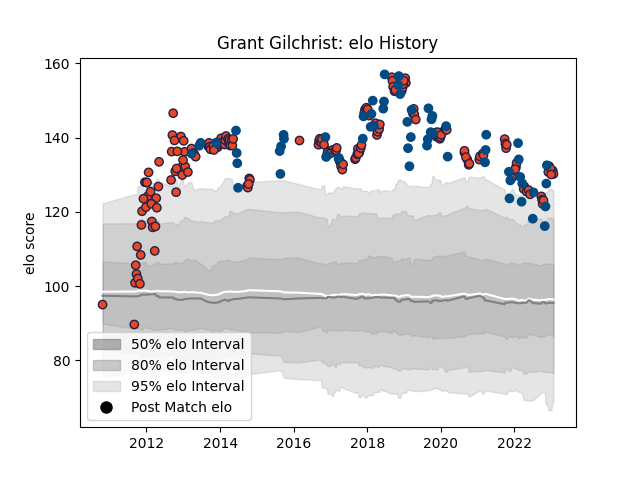 Grant Gilchrist: elo History
elo score
160
140
120
100
80
50% elo Interval
80% elo Interval
95% elo Interval
Post Match elo
2012 2014 2016 2018 2020 2022